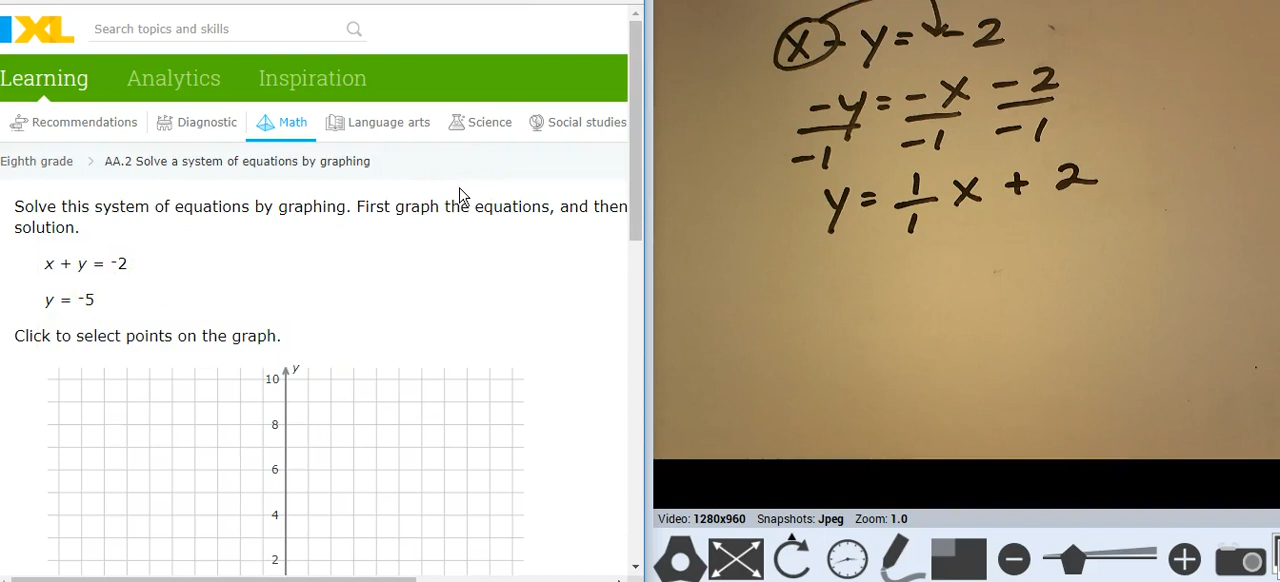 IXL
Search topics and skills
Learning Analytics Inspiration
Recommendations Diagnostic Math Language arts Science Social studies
Eighth grade > AA.2 Solve a system of equations by graphing
Solve this system of equations by graphing. First graph the equations, and then
solution.
x + y = -2
y = -5
Click to select points on the graph.
y
10
8
6
4
2
x - y = -2
-y = -x -2
-1 -1 -1
y = 1/1 x + 2
Video: 1280x960 Snapshots: Jpeg Zoom: 1.0